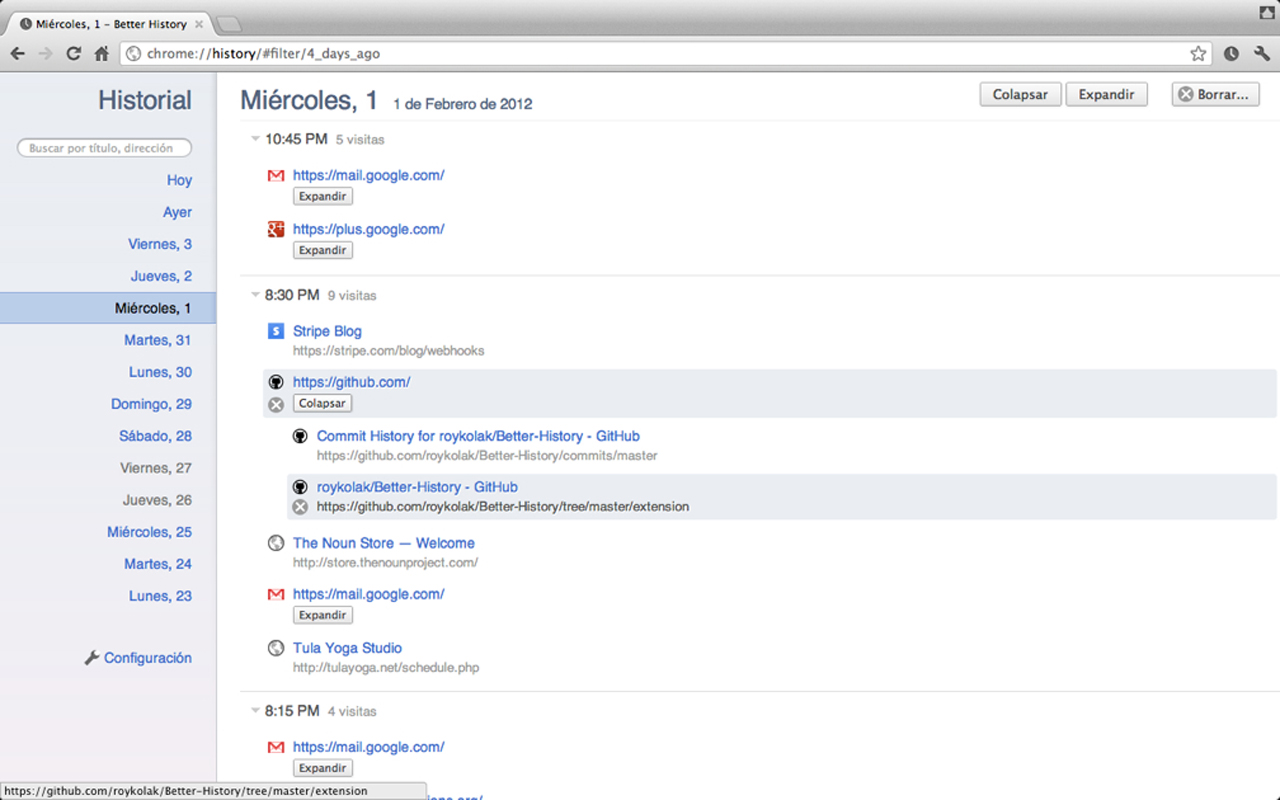 Miércoles, 1 – Better History
chrome://history/#filter/4_days_ago
Historial
Buscar por título, dirección
Hoy
Ayer
Viernes, 3
Jueves, 2
Miércoles, 1
Martes, 31
Lunes, 30
Domingo, 29
Sábado, 28
Viernes, 27
Jueves, 26
Miércoles, 25
Martes, 24
Lunes, 23
Configuración
Miércoles, 1 1 de Febrero de 2012
Colapsar Expandir Borrar...
10:45 PM 5 visitas
https://mail.google.com/
Expandir
https://plus.google.com/
Expandir
8:30 PM 9 visitas
Stripe Blog
https://stripe.com/blog/webhooks
https://github.com/
Colapsar
Commit History for roykolak/Better-History - GitHub
https://github.com/roykolak/Better-History/commits/master
roykolak/Better-History - GitHub
https://github.com/roykolak/Better-History/tree/master/extension
The Noun Store — Welcome
http://store.thenounproject.com/
https://mail.google.com/
Expandir
Tula Yoga Studio
http://tulayoga.net/schedule.php
8:15 PM 4 visitas
https://mail.google.com/
Expandir
https://github.com/roykolak/Better-History/tree/master/extension